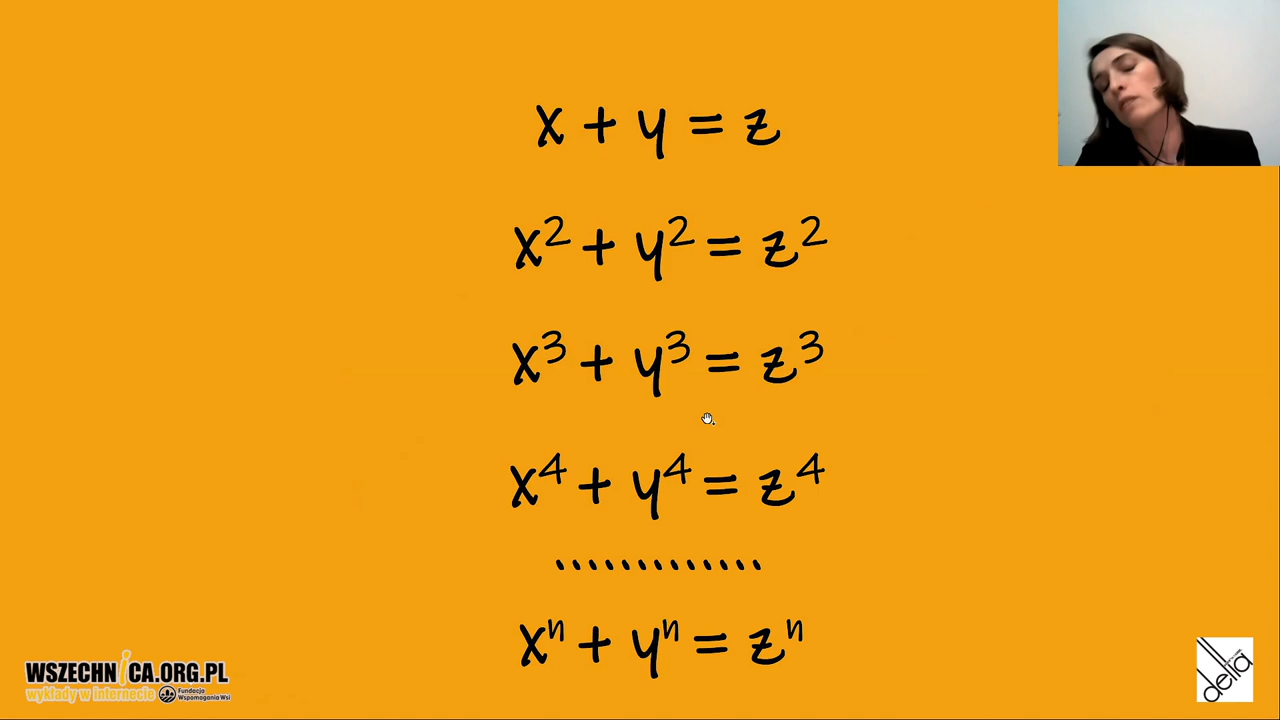 x + y = z
x² + y² = z²
x³ + y³ = z³
x⁴ + y⁴ = z⁴
.............
xⁿ + yⁿ = zⁿ
WSZECHNICA.ORG.PL
wykłady w internecie
Fundacja
Wspomagania Wsi
delta